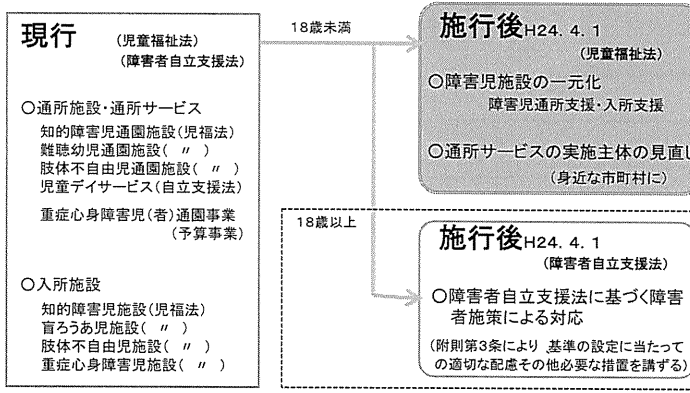 現行 (児童福祉法)
(障害者自立支援法)
○通所施設・通所サービス
知的障害児通園施設(児福法)
難聴幼児通園施設( 〃 )
肢体不自由児通園施設( 〃 )
児童デイサービス(自立支援法)
重症心身障害児(者)通園事業
(予算事業)
○入所施設
知的障害児施設(児福法)
盲ろうあ児施設( 〃 )
肢体不自由児施設( 〃 )
重症心身障害児施設( 〃 )
18歳未満
施行後H24. 4. 1
(児童福祉法)
○障害児施設の一元化
障害児通所支援・入所支援
○通所サービスの実施主体の見直し
(身近な市町村に)
18歳以上
施行後H24. 4. 1
(障害者自立支援法)
○障害者自立支援法に基づく障害
者施策による対応
(附則第3条により 基準の設定に当たって
の適切な配慮その他必要な措置を講ずる)